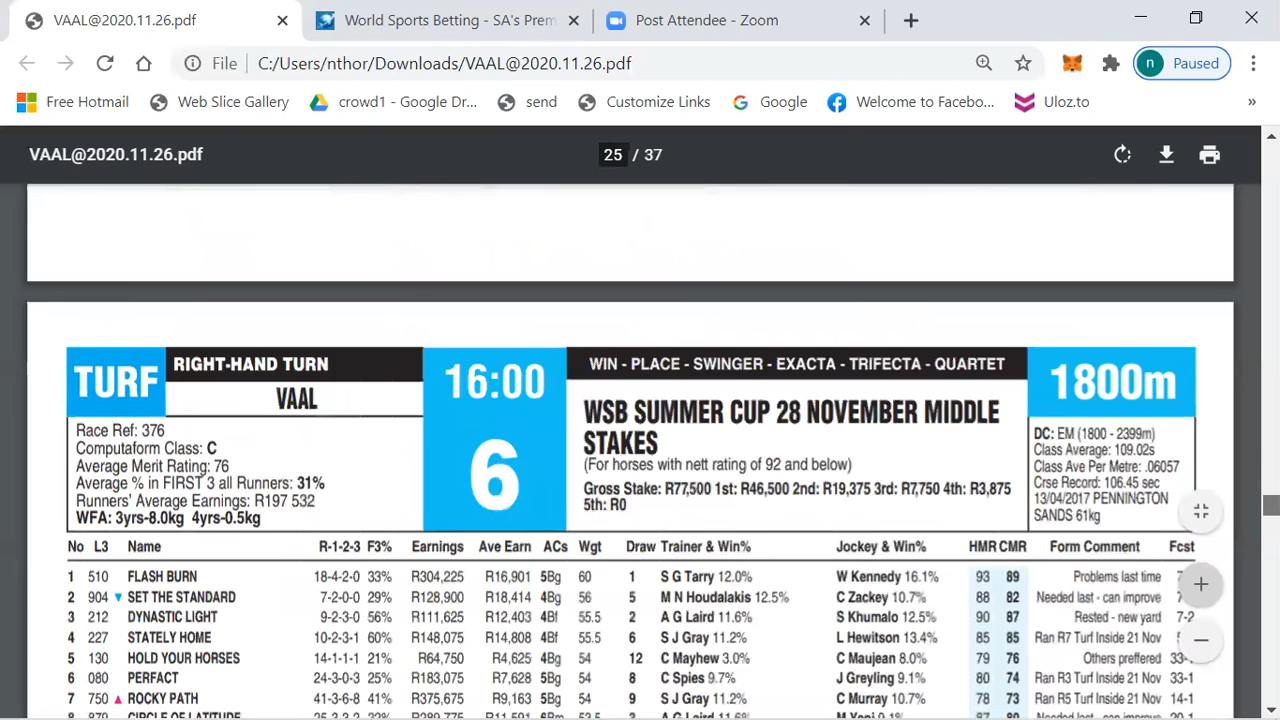 VAAL@2020.11.26.pdf
World Sports Betting - SA's Prem
Post Attendee - Zoom
File
C:/Users/nthor/Downloads/VAAL@2020.11.26.pdf
n Paused
Free Hotmail
Web Slice Gallery
crowd1 - Google Dr...
send
Customize Links
Google
Welcome to Facebo...
Uloz.to
»
VAAL@2020.11.26.pdf
25 / 37
TURF
RIGHT-HAND TURN
VAAL
Race Ref: 376
Computaform Class: C
Average Merit Rating: 76
Average % in FIRST 3 all Runners: 31%
Runners' Average Earnings: R197 532
WFA: 3yrs-8.0kg 4yrs-0.5kg
16:00
6
WIN - PLACE - SWINGER - EXACTA - TRIFECTA - QUARTET
WSB SUMMER CUP 28 NOVEMBER MIDDLE
STAKES
(For horses with nett rating of 92 and below)
Gross Stake: R77,500 1st: R46,500 2nd: R19,375 3rd: R7,750 4th: R3,875
5th: R0
1800m
DC: EM (1800 - 2399m)
Class Average: 109.02s
Class Ave Per Metre: .06057
Crse Record: 106.45 sec
13/04/2017 PENNINGTON
SANDS 61kg
No L3 Name R-1-2-3 F3% Earnings Ave Earn ACs Wgt Draw Trainer & Win% Jockey & Win% HMR CMR Form Comment Fcst
1 510 FLASH BURN 18-4-2-0 33% R304,225 R16,901 5Bg 60 1 S G Tarry 12.0% W Kennedy 16.1% 93 89 Problems last time
2 904 SET THE STANDARD 7-2-0-0 29% R128,900 R18,414 4Bg 56 5 M N Houdalakis 12.5% C Zackey 10.7% 88 82 Needed last - can improve
3 212 DYNASTIC LIGHT 9-2-3-0 56% R111,625 R12,403 4Bf 55.5 2 A G Laird 11.6% S Khumalo 12.5% 90 87 Rested - new yard 7-2
4 227 STATELY HOME 10-2-3-1 60% R148,075 R14,808 4Bf 55.5 6 S J Gray 11.2% L Hewitson 13.4% 85 85 Ran R7 Turf Inside 21 Nov
5 130 HOLD YOUR HORSES 14-1-1-1 21% R64,750 R4,625 4Bg 54 12 C Mayhew 3.0% C Maujean 8.0% 79 76 Others preffered 33-1
6 080 PERFACT 24-3-0-3 25% R183,075 R7,628 5Bg 54 8 C Spies 9.7% J Greyling 9.1% 80 74 Ran R3 Turf Inside 21 Nov 33-1
7 750 ROCKY PATH 41-3-6-8 41% R375,675 R9,163 5Bg 54 9 S J Gray 11.2% C Murray 10.7% 78 73 Ran R5 Turf Inside 21 Nov 14-1
8 879 CIRCLE OF LATITUDE